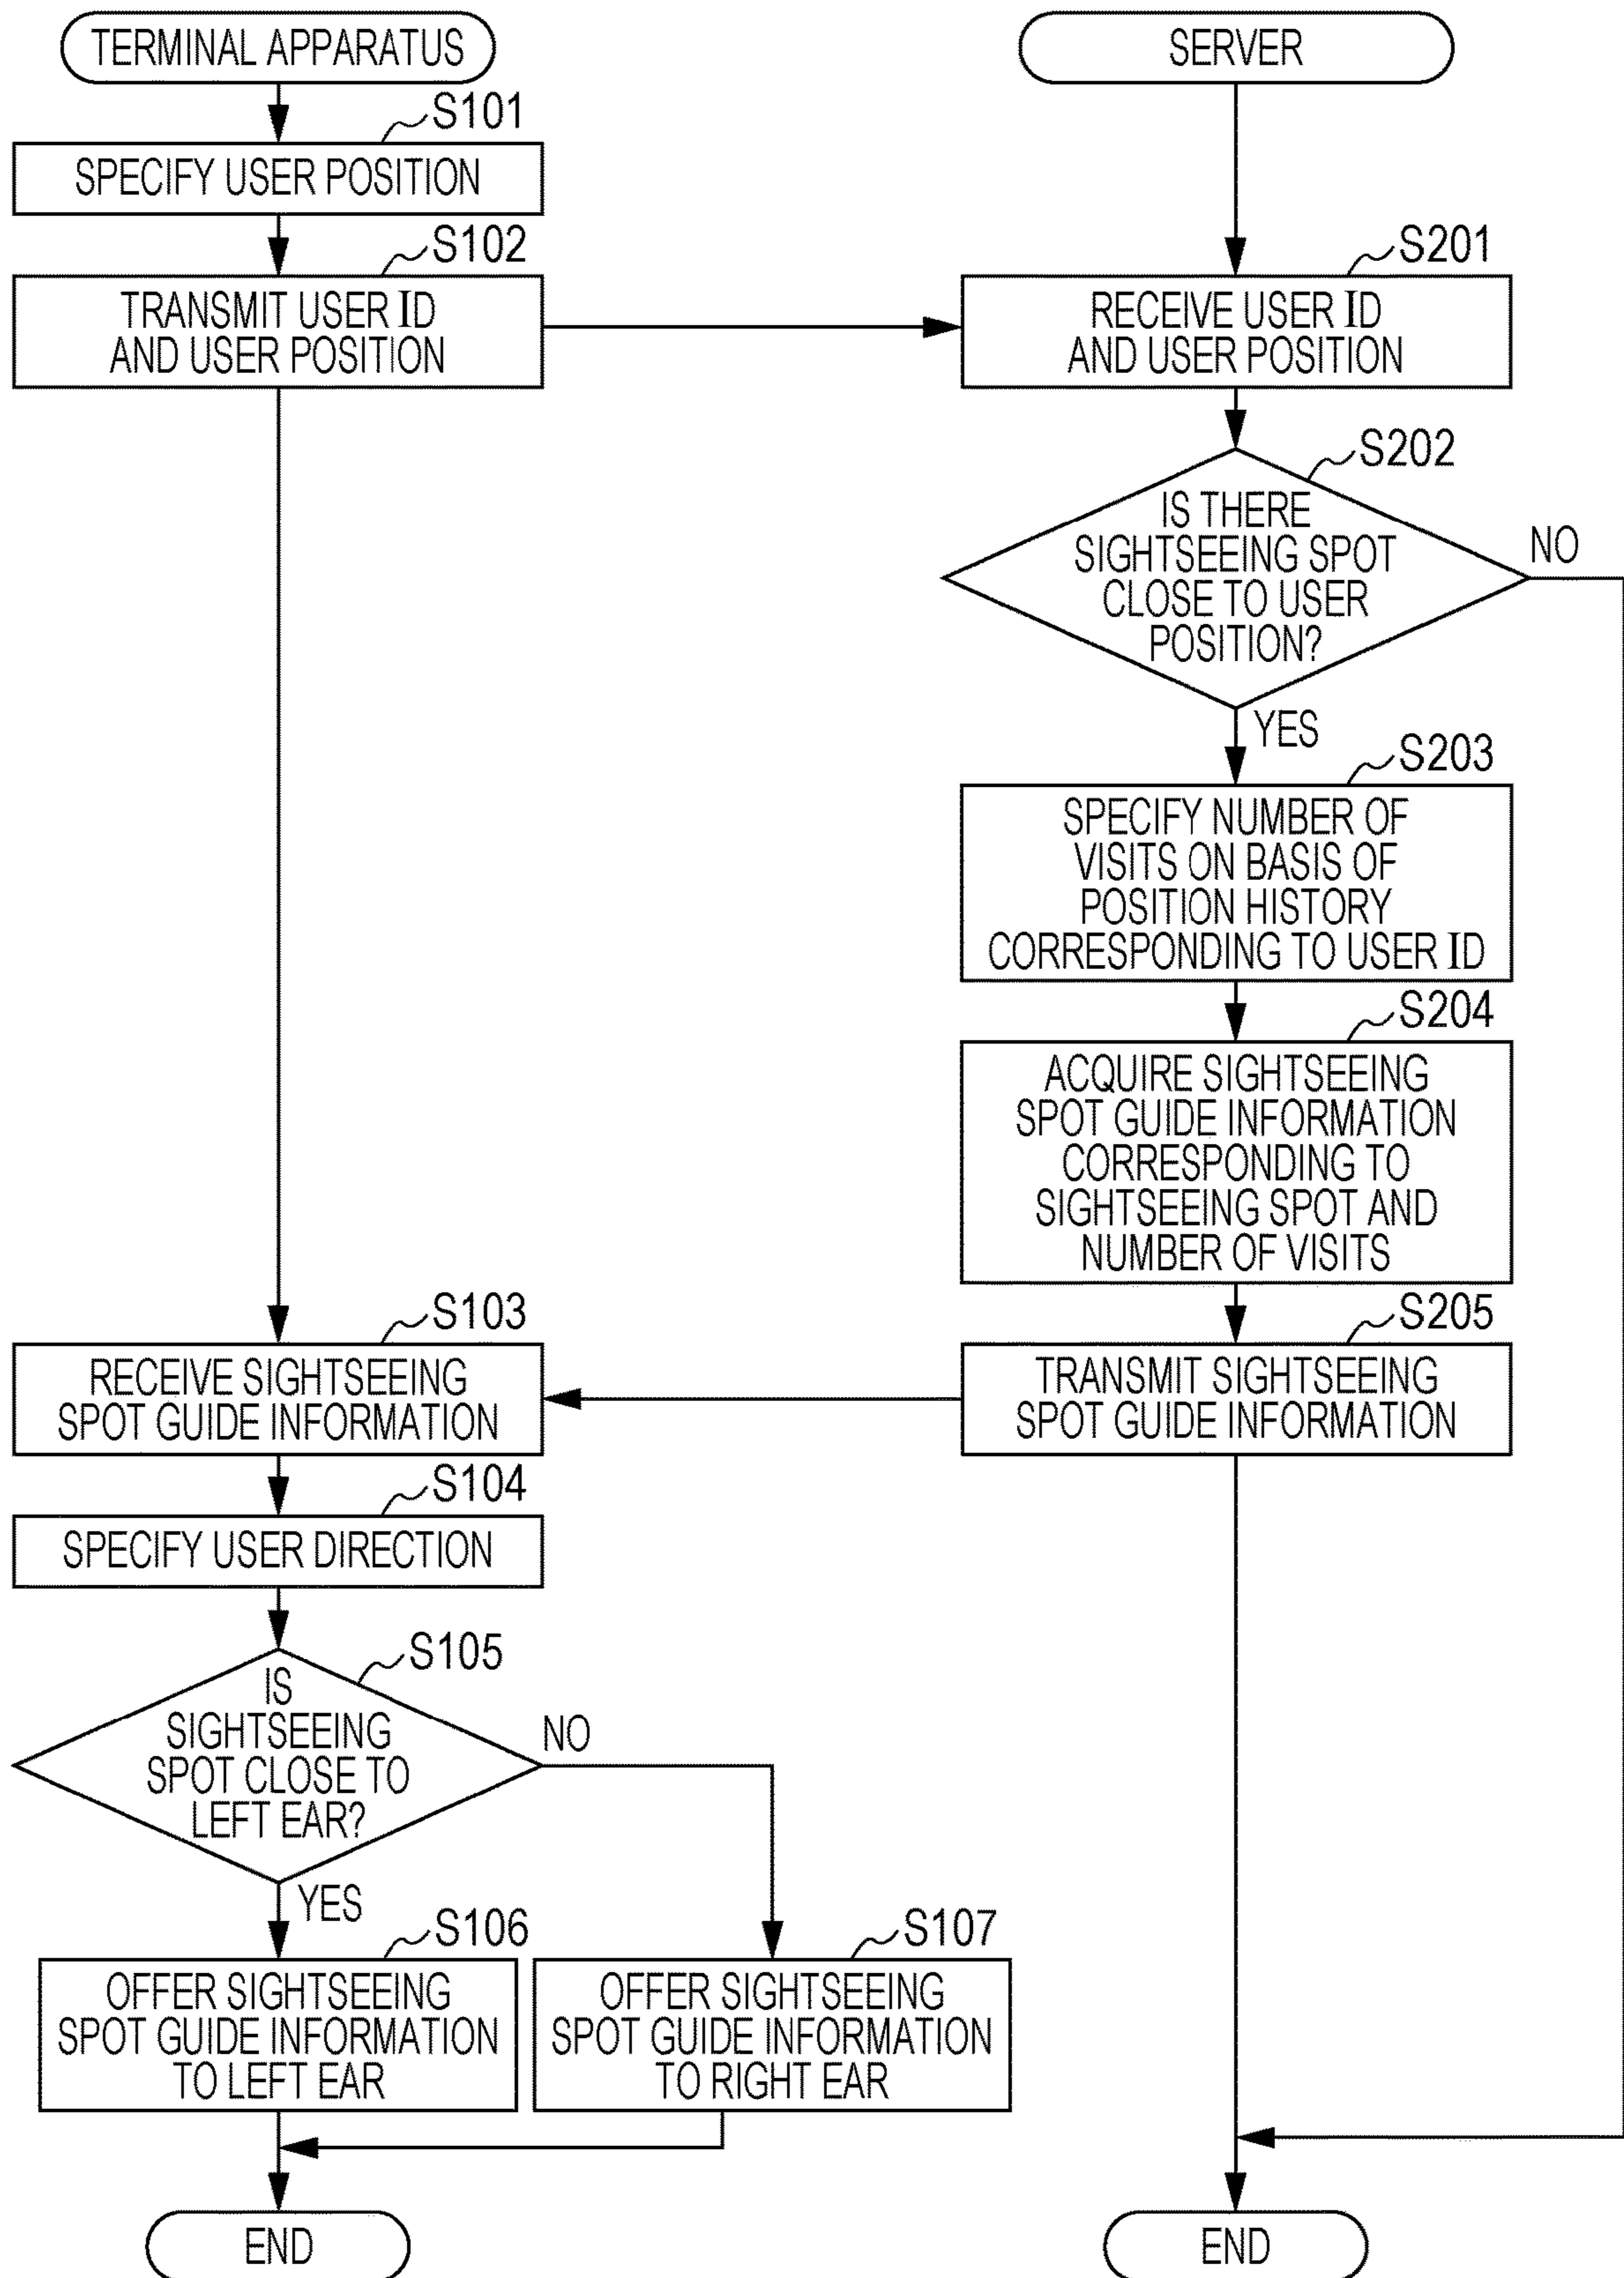 TERMINAL APPARATUS
S101
SPECIFY USER POSITION
S102
TRANSMIT USER ID
AND USER POSITION
S103
RECEIVE SIGHTSEEING
SPOT GUIDE INFORMATION
S104
SPECIFY USER DIRECTION
S105
IS
SIGHTSEEING
SPOT CLOSE TO
LEFT EAR?
NO
YES
S106
OFFER SIGHTSEEING
SPOT GUIDE INFORMATION
TO LEFT EAR
S107
OFFER SIGHTSEEING
SPOT GUIDE INFORMATION
TO RIGHT EAR
END
SERVER
S201
RECEIVE USER ID
AND USER POSITION
S202
IS THERE
SIGHTSEEING SPOT
CLOSE TO USER
POSITION?
NO
YES
S203
SPECIFY NUMBER OF
VISITS ON BASIS OF
POSITION HISTORY
CORRESPONDING TO USER ID
S204
ACQUIRE SIGHTSEEING
SPOT GUIDE INFORMATION
CORRESPONDING TO
SIGHTSEEING SPOT AND
NUMBER OF VISITS
S205
TRANSMIT SIGHTSEEING
SPOT GUIDE INFORMATION
END